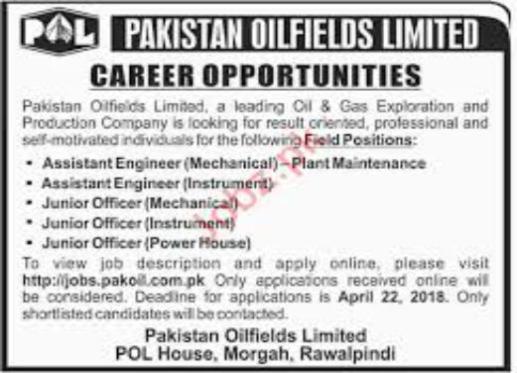 POL PAKISTAN OILFIELDS LIMITED
CAREER OPPORTUNITIES
Pakistan Oilfields Limited, a leading Oil & Gas Exploration and
Production Company is looking for result oriented, professional and
self-motivated individuals for the following Field Positions:
• Assistant Engineer (Mechanical) – Plant Maintenance
• Assistant Engineer (Instrument)
• Junior Officer (Mechanical)
• Junior Officer (Instrument)
• Junior Officer (Power House)
To view job description and apply online, please visit
http://jobs.pakoil.com.pk Only applications received online will
be considered. Deadline for applications is April 22, 2018. Only
shortlisted candidates will be contacted.
Pakistan Oilfields Limited
POL House, Morgah, Rawalpindi
Jobz.pk